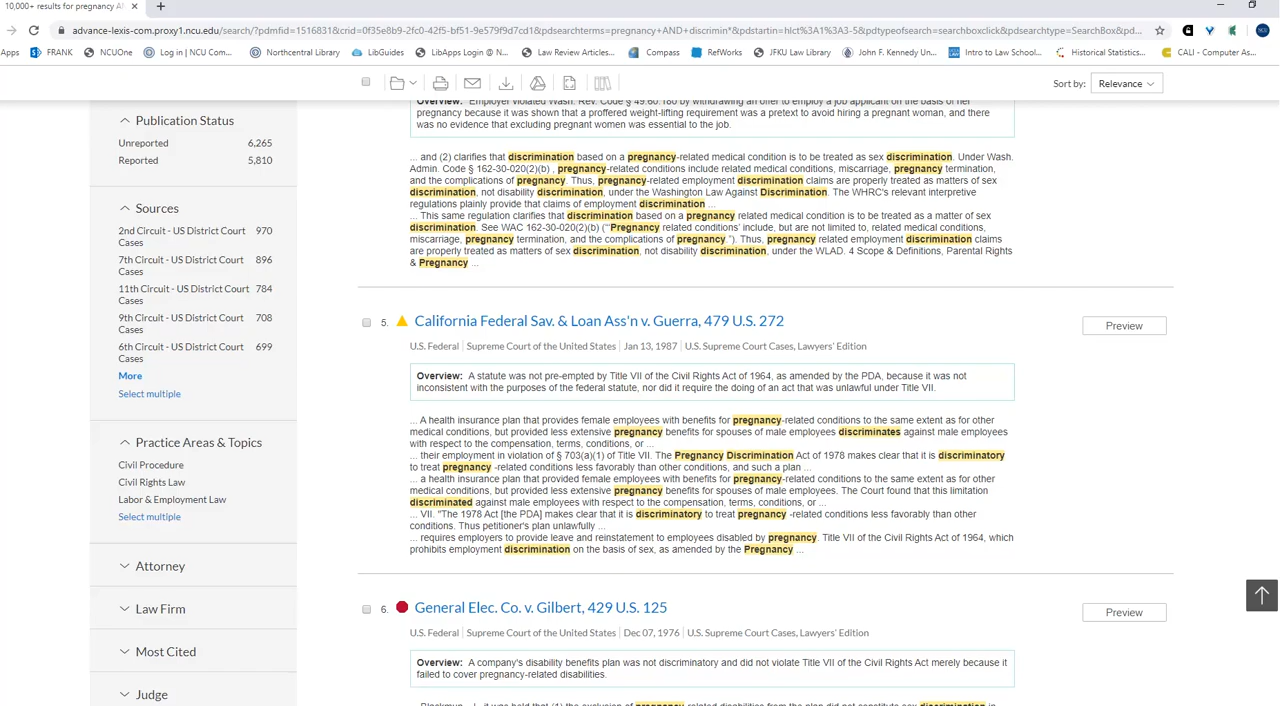 10,000+ results for pregnancy AN
advance-lexis-com.proxy1.ncu.edu/search/?pdmfid=1516831&crid=0f35e8b9-2fc0-42f5-bf51-9e579f9d7cd1&pdsearchterms=pregnancy+AND+discrimin*&pdstartin=hlct%3A1%3A3-5&pdtypeofsearch=searchboxclick&pdsearchtype=SearchBox&pd...
Apps FRANK NCUOne Log in | NCU Com... Northcentral Library LibGuides LibApps Login @ N... Law Review Articles... Compass RefWorks JFKU Law Library John F. Kennedy Un... Intro to Law School... Historical Statistics... CALI - Computer As...
Sort by: Relevance
Publication Status
Unreported 6,265
Reported 5,810
Sources
2nd Circuit - US District Court 970
Cases
7th Circuit - US District Court 896
Cases
11th Circuit - US District Court 784
Cases
9th Circuit - US District Court 708
Cases
6th Circuit - US District Court 699
Cases
More
Select multiple
Practice Areas & Topics
Civil Procedure
Civil Rights Law
Labor & Employment Law
Select multiple
Attorney
Law Firm
Most Cited
Judge
Overview: Employer violated Wash. Rev. Code § 49.60.180 by withdrawing an offer to employ a job applicant on the basis of her
pregnancy because it was shown that a proffered weight-lifting requirement was a pretext to avoid hiring a pregnant woman, and there
was no evidence that excluding pregnant women was essential to the job.
... and (2) clarifies that discrimination based on a pregnancy-related medical condition is to be treated as sex discrimination. Under Wash.
Admin. Code § 162-30-020(2)(b) , pregnancy-related conditions include related medical conditions, miscarriage, pregnancy termination,
and the complications of pregnancy. Thus, pregnancy-related employment discrimination claims are properly treated as matters of sex
discrimination, not disability discrimination, under the Washington Law Against Discrimination. The WHRC's relevant interpretive
regulations plainly provide that claims of employment discrimination ...
... This same regulation clarifies that discrimination based on a pregnancy related medical condition is to be treated as a matter of sex
discrimination. See WAC 162-30-020(2)(b) ("'Pregnancy related conditions' include, but are not limited to, related medical conditions,
miscarriage, pregnancy termination, and the complications of pregnancy."). Thus, pregnancy related employment discrimination claims
are properly treated as matters of sex discrimination, not disability discrimination, under the WLAD. 4 Scope & Definitions, Parental Rights
& Pregnancy ...
5. California Federal Sav. & Loan Ass'n v. Guerra, 479 U.S. 272
Preview
U.S. Federal | Supreme Court of the United States | Jan 13, 1987 | U.S. Supreme Court Cases, Lawyers' Edition
Overview: A statute was not pre-empted by Title VII of the Civil Rights Act of 1964, as amended by the PDA, because it was not
inconsistent with the purposes of the federal statute, nor did it require the doing of an act that was unlawful under Title VII.
... A health insurance plan that provides female employees with benefits for pregnancy-related conditions to the same extent as for other
medical conditions, but provided less extensive pregnancy benefits for spouses of male employees discriminates against male employees
with respect to the compensation, terms, conditions, or ...
... their employment in violation of § 703(a)(1) of Title VII. The Pregnancy Discrimination Act of 1978 makes clear that it is discriminatory
to treat pregnancy -related conditions less favorably than other conditions, and such a plan ...
... a health insurance plan that provided female employees with benefits for pregnancy-related conditions to the same extent as for other
medical conditions, but provided less extensive pregnancy benefits for spouses of male employees. The Court found that this limitation
discriminated against male employees with respect to the compensation, terms, conditions, or ...
... VII. "The 1978 Act [the PDA] makes clear that it is discriminatory to treat pregnancy -related conditions less favorably than other
conditions. Thus petitioner's plan unlawfully ...
... requires employers to provide leave and reinstatement to employees disabled by pregnancy. Title VII of the Civil Rights Act of 1964, which
prohibits employment discrimination on the basis of sex, as amended by the Pregnancy ...
6. General Elec. Co. v. Gilbert, 429 U.S. 125
Preview
U.S. Federal | Supreme Court of the United States | Dec 07, 1976 | U.S. Supreme Court Cases, Lawyers' Edition
Overview: A company's disability benefits plan was not discriminatory and did not violate Title VII of the Civil Rights Act merely because it
failed to cover pregnancy-related disabilities.